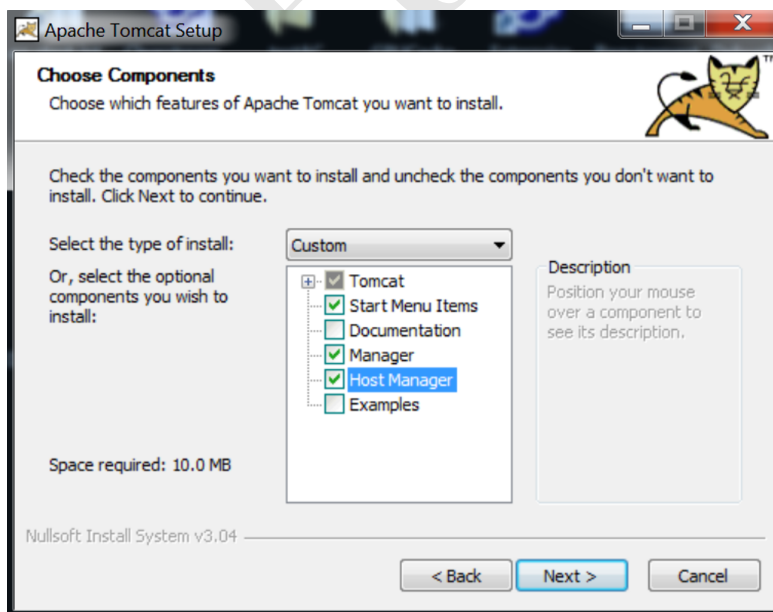 Apache Tomcat Setup
Choose Components
Choose which features of Apache Tomcat you want to install.
TM
Check the components you want to install and uncheck the components you don't want to
install. Click Next to continue.
Select the type of install:
Custom
Or, select the optional
components you wish to
install:
Tomcat
Start Menu Items
Documentation
Manager
Host Manager
Examples
Description
Position your mouse
over a component to
see its description.
Space required: 10.0 MB
Nullsoft Install System v3.04
< Back
Next >
Cancel